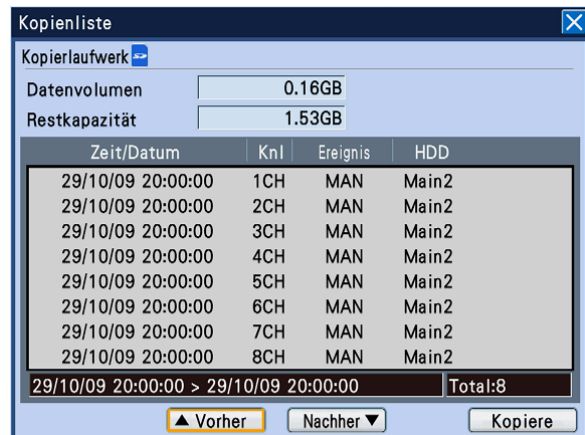 Kopienliste
Kopierlaufwerk
Datenvolumen 0.16GB
Restkapazität 1.53GB
Zeit/Datum Knl Ereignis HDD
29/10/09 20:00:00 1CH MAN Main2
29/10/09 20:00:00 2CH MAN Main2
29/10/09 20:00:00 3CH MAN Main2
29/10/09 20:00:00 4CH MAN Main2
29/10/09 20:00:00 5CH MAN Main2
29/10/09 20:00:00 6CH MAN Main2
29/10/09 20:00:00 7CH MAN Main2
29/10/09 20:00:00 8CH MAN Main2
29/10/09 20:00:00 > 29/10/09 20:00:00 Total:8
▲ Vorher Nachher ▼ Kopiere